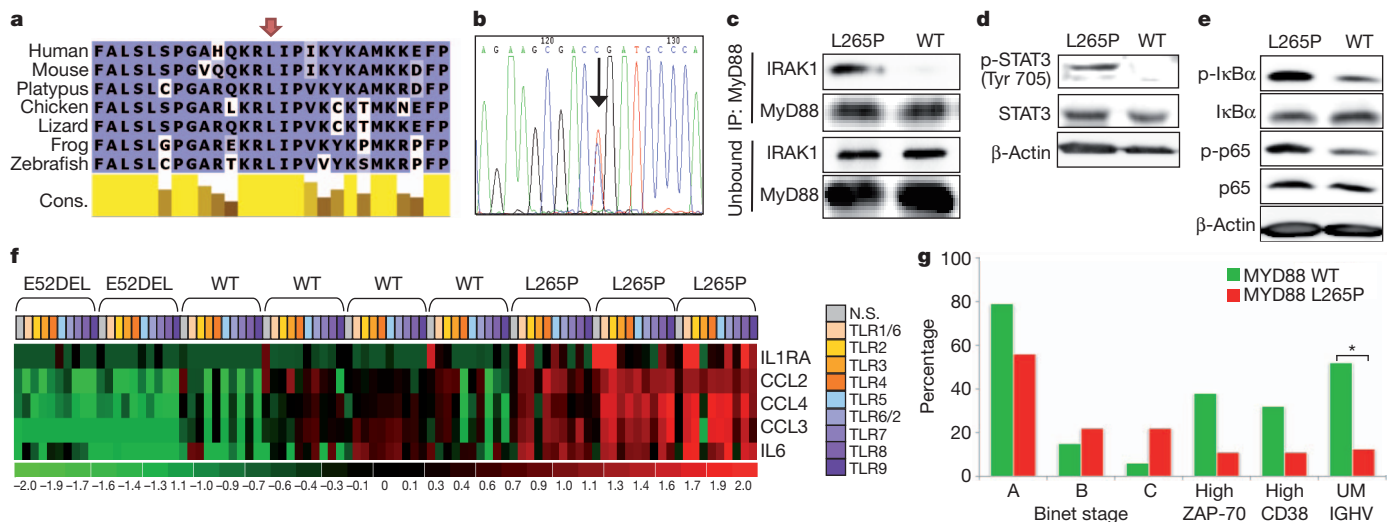 a
Human FALSLSPGAHQKRLIPIKYKAMKKEFP
Mouse FALSLSPGVQQKRLIPIKYKAMKKDFP
Platypus FALSLCPGARQKRLIPVKYKAMKRDFP
Chicken FALSLSPGARLKRLIPVKYCKTMKNEFP
Lizard FALSLSPGARQKRLIPVKYCKTMKKEFP
Frog FALSLGPGAREKRLIPVKYKPMKRPFP
Zebrafish FALSLCPGARTKRLIPVVYKSMKREFP
Cons.
b
120 130
AGAAGCGACCGATCCCCA
c
L265P WT
IP: MyD88
IRAK1
MyD88
Unbound
IRAK1
MyD88
d
L265P WT
p-STAT3
(Tyr 705)
STAT3
β-Actin
e
L265P WT
p-IκBα
IκBα
p-p65
p65
β-Actin
f
E52DEL E52DEL WT WT WT WT L265P L265P L265P
IL1RA
CCL2
CCL4
CCL3
IL6
–2.0 –1.9 –1.7 –1.6 –1.4 –1.3 1.1 –1.0 –0.9 –0.7 –0.6 –0.4 –0.3 –0.1 0 0.1 0.3 0.4 0.6 0.7 0.9 1.0 1.1 1.3 1.4 1.6 1.7 1.9 2.0
N.S.
TLR1/6
TLR2
TLR3
TLR4
TLR5
TLR6/2
TLR7
TLR8
TLR9
g
MYD88 WT
MYD88 L265P
Percentage
100
80
60
40
20
0
*
A B C High High UM
Binet stage ZAP-70 CD38 IGHV